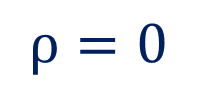 ρ = 0